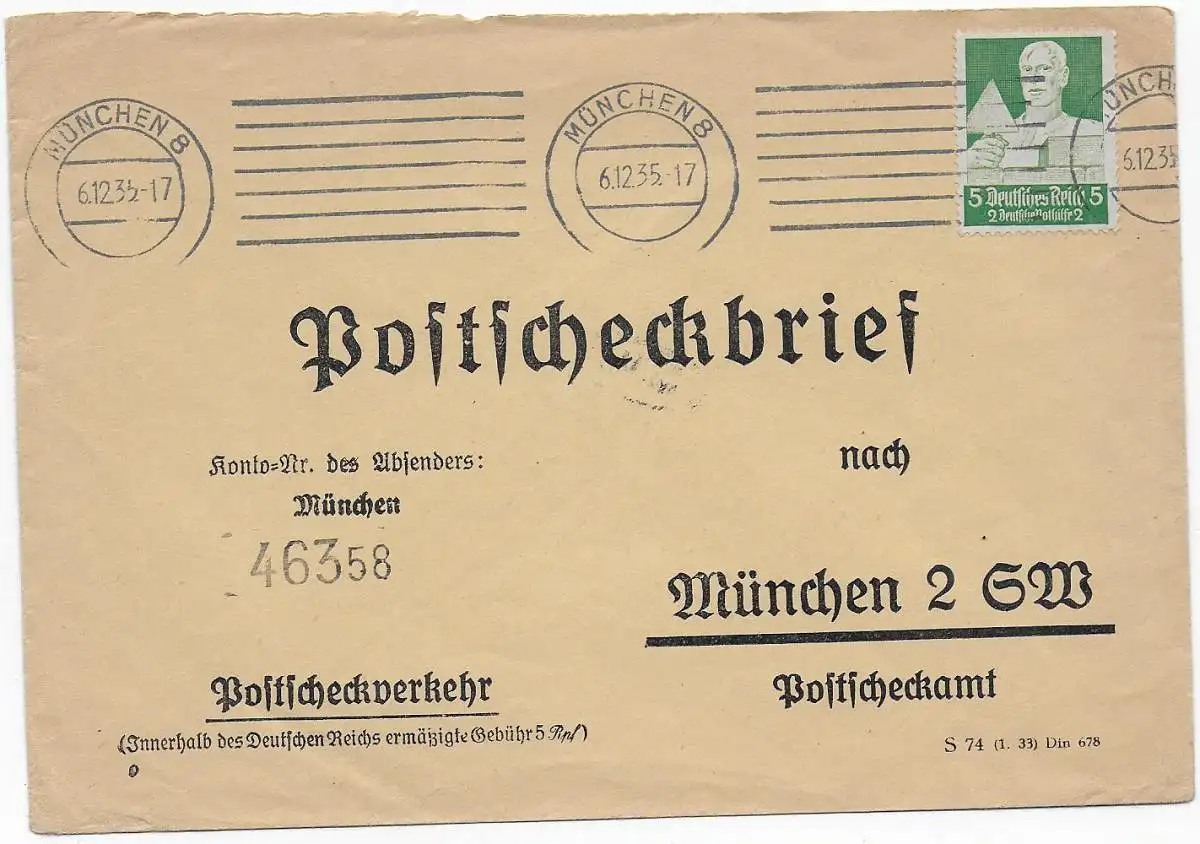 MÜNCHEN 8
6.12.35.-17
MÜNCHEN 8
6.12.35.-17
MÜNCHEN
6.12.35
5 Deutsches Reich 5
2 Deutsche Nothilfe 2
Postscheckbrief
Konto=Nr. des Absenders:
München
46358
nach
München 2 SW
Postscheckamt
Postscheckverkehr
(Innerhalb des Deutschen Reichs ermäßigte Gebühr 5 Rpf)
o
S 74 (1. 33) Din 678